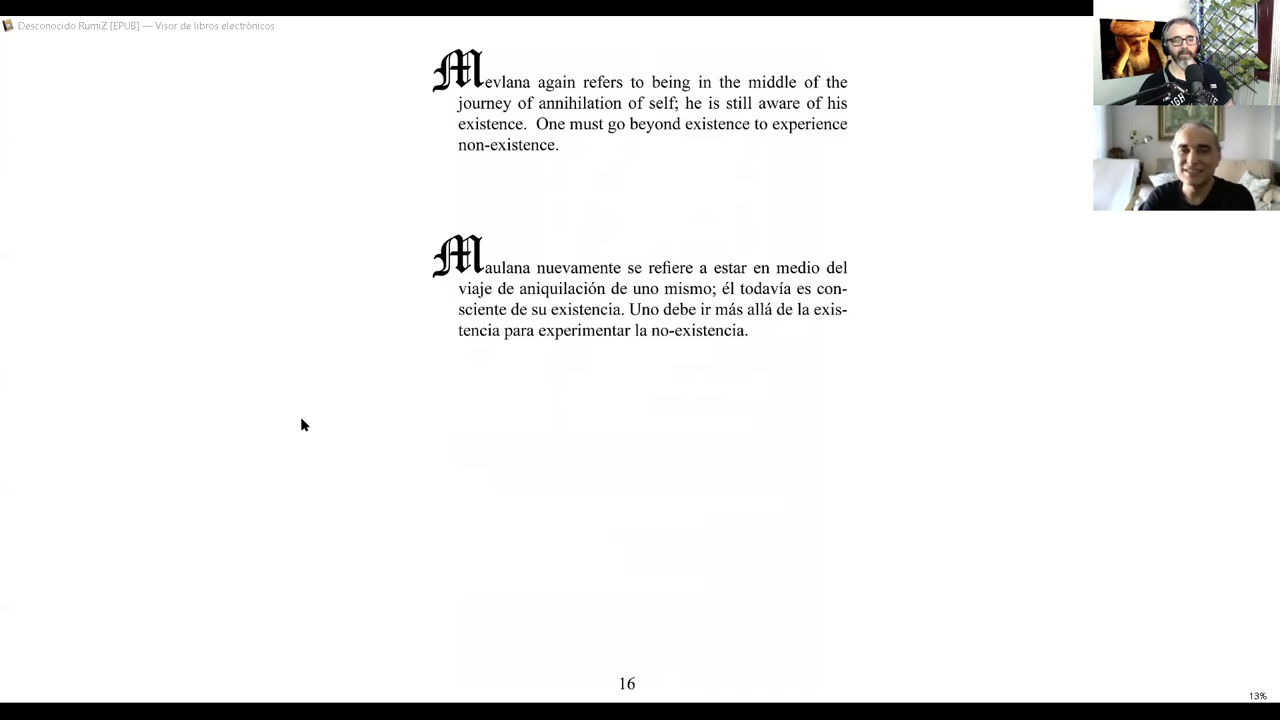 Desconocido RumiZ [EPUB] — Visor de libros electrónicos
Mevlana again refers to being in the middle of the
journey of annihilation of self; he is still aware of his
existence. One must go beyond existence to experience
non-existence.
Maulana nuevamente se refiere a estar en medio del
viaje de aniquilación de uno mismo; él todavía es con-
sciente de su existencia. Uno debe ir más allá de la exis-
tencia para experimentar la no-existencia.
16
13%